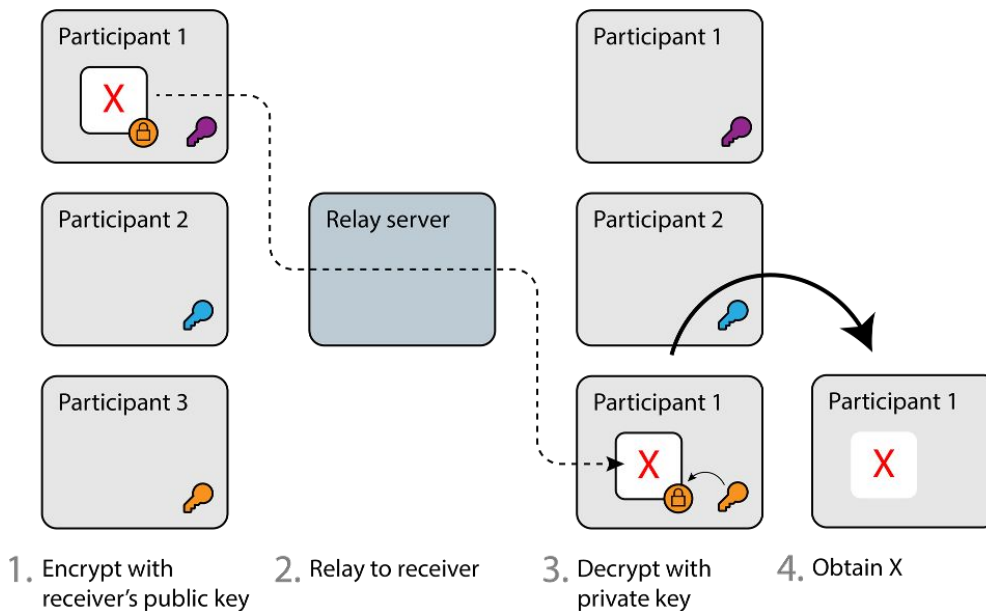 Participant 1
X
Participant 2
Participant 3
Relay server
Participant 1
Participant 2
Participant 1
X
Participant 1
X
1. Encrypt with
receiver's public key
2. Relay to receiver
3. Decrypt with
private key
4. Obtain X